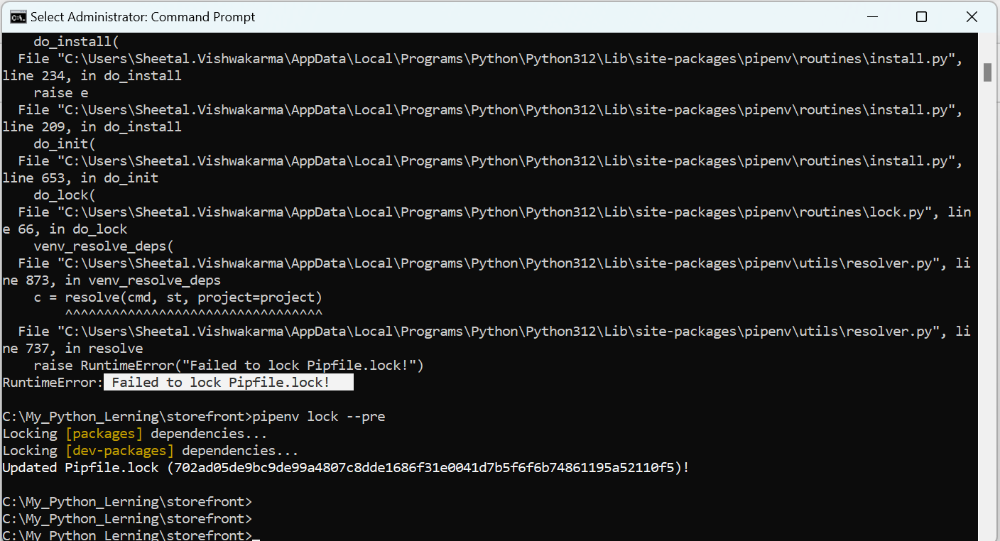 Select Administrator: Command Prompt
    do_install(
  File "C:\Users\Sheetal.Vishwakarma\AppData\Local\Programs\Python\Python312\Lib\site-packages\pipenv\routines\install.py",
line 234, in do_install
    raise e
  File "C:\Users\Sheetal.Vishwakarma\AppData\Local\Programs\Python\Python312\Lib\site-packages\pipenv\routines\install.py",
line 209, in do_install
    do_init(
  File "C:\Users\Sheetal.Vishwakarma\AppData\Local\Programs\Python\Python312\Lib\site-packages\pipenv\routines\install.py",
line 653, in do_init
    do_lock(
  File "C:\Users\Sheetal.Vishwakarma\AppData\Local\Programs\Python\Python312\Lib\site-packages\pipenv\routines\lock.py", lin
e 66, in do_lock
    venv_resolve_deps(
  File "C:\Users\Sheetal.Vishwakarma\AppData\Local\Programs\Python\Python312\Lib\site-packages\pipenv\utils\resolver.py", li
ne 873, in venv_resolve_deps
    c = resolve(cmd, st, project=project)
        ^^^^^^^^^^^^^^^^^^^^^^^^^^^^^^^^^
  File "C:\Users\Sheetal.Vishwakarma\AppData\Local\Programs\Python\Python312\Lib\site-packages\pipenv\utils\resolver.py", li
ne 737, in resolve
    raise RuntimeError("Failed to lock Pipfile.lock!")
RuntimeError: Failed to lock Pipfile.lock!
C:\My_Python_Lerning\storefront>pipenv lock --pre
Locking [packages] dependencies...
Locking [dev-packages] dependencies...
Updated Pipfile.lock (702ad05de9bc9de99a4807c8dde1686f31e0041d7b5f6f6b74861195a52110f5)!
C:\My_Python_Lerning\storefront>
C:\My_Python_Lerning\storefront>
C:\My_Python_Lerning\storefront>